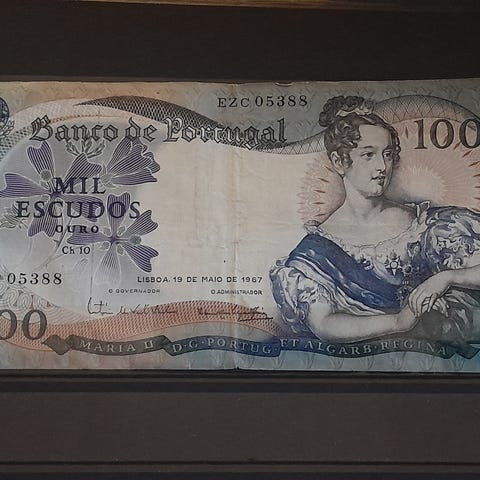 EZC 05388
Banco de Portugal
100
MIL
ESCUDOS
OURO
Ch 10
05388
LISBOA, 19 DE MAIO DE 1967
O GOVERNADOR O ADMINISTRADOR
00
MARIA II D·G·PORTUG·ET ALGARB·REGINA